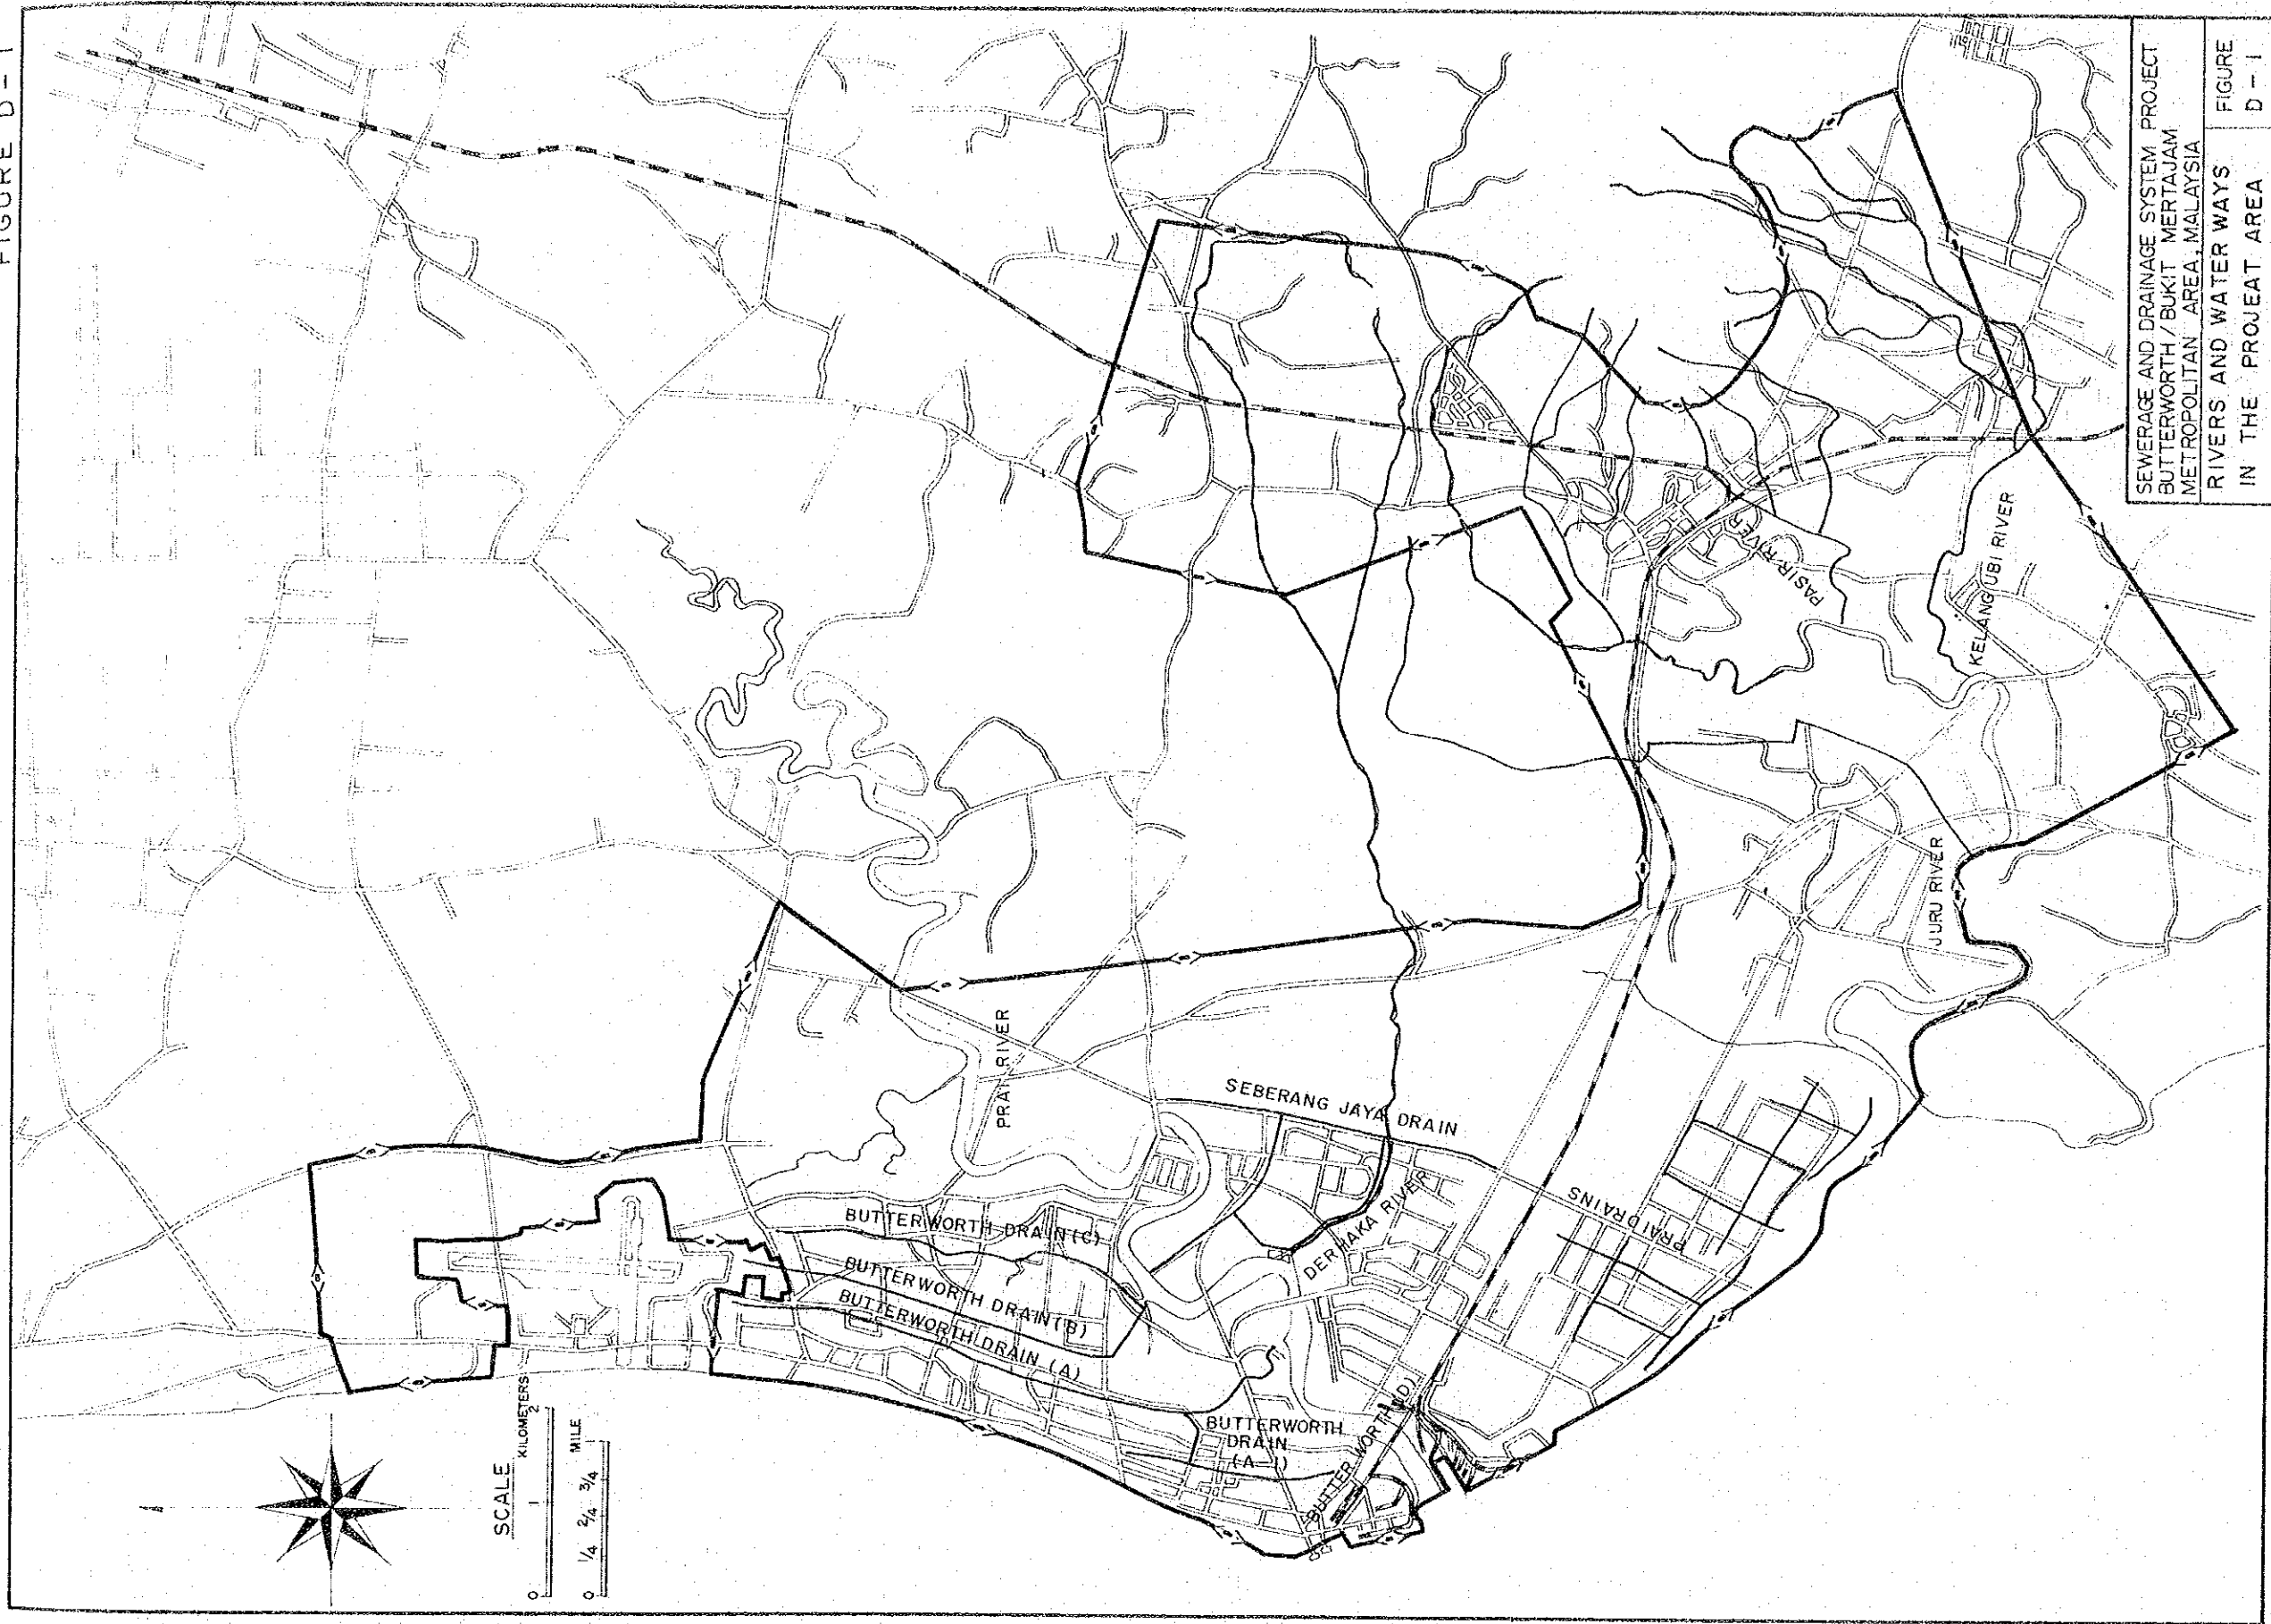 FIGURE D-1
SCALE
KILOMETERS
0 1 2
MILE
0 1/4 2/4 3/4 1
PRAI RIVER
SEBERANG JAYA DRAIN
BUTTERWORTH DRAIN (C)
BUTTERWORTH DRAIN (B)
BUTTERWORTH DRAIN (A)
BUTTERWORTH
DRAIN
(A-1)
BUTTER WORTH (D)
DERHAKA RIVER
PRAI DRAINS
JURU RIVER
PASIR RIVER
KELANG UBI RIVER
SEWERAGE AND DRAINAGE SYSTEM PROJECT
BUTTERWORTH / BUKIT MERTAJAM
METROPOLITAN AREA, MALAYSIA
RIVERS AND WATER WAYS
IN THE PROJEAT AREA
FIGURE
D-1